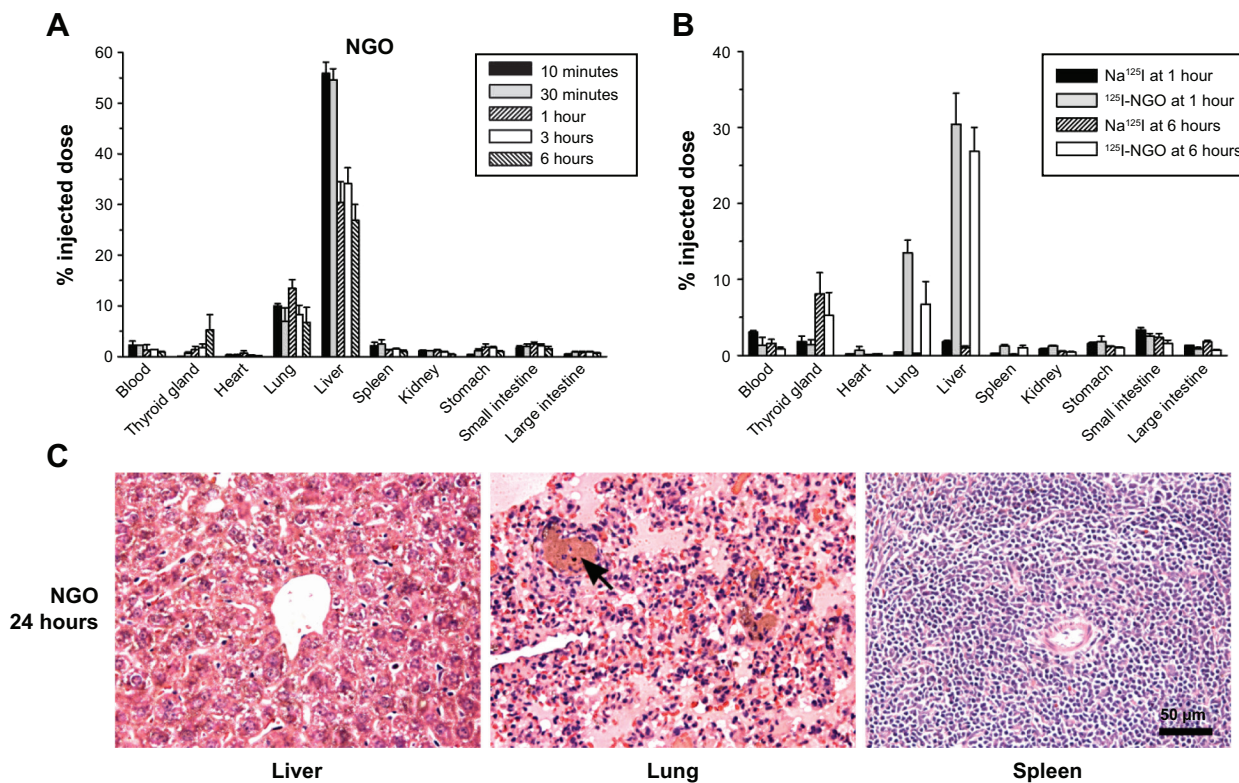 A
NGO
% injected dose
60
50
40
30
20
10
0
10 minutes
30 minutes
1 hour
3 hours
6 hours
Blood
Thyroid gland
Heart
Lung
Liver
Spleen
Kidney
Stomach
Small intestine
Large intestine
B
% injected dose
40
30
20
10
0
Na¹²⁵I at 1 hour
¹²⁵I-NGO at 1 hour
Na¹²⁵I at 6 hours
¹²⁵I-NGO at 6 hours
Blood
Thyroid gland
Heart
Lung
Liver
Spleen
Kidney
Stomach
Small intestine
Large intestine
C
NGO
24 hours
50 µm
Liver
Lung
Spleen